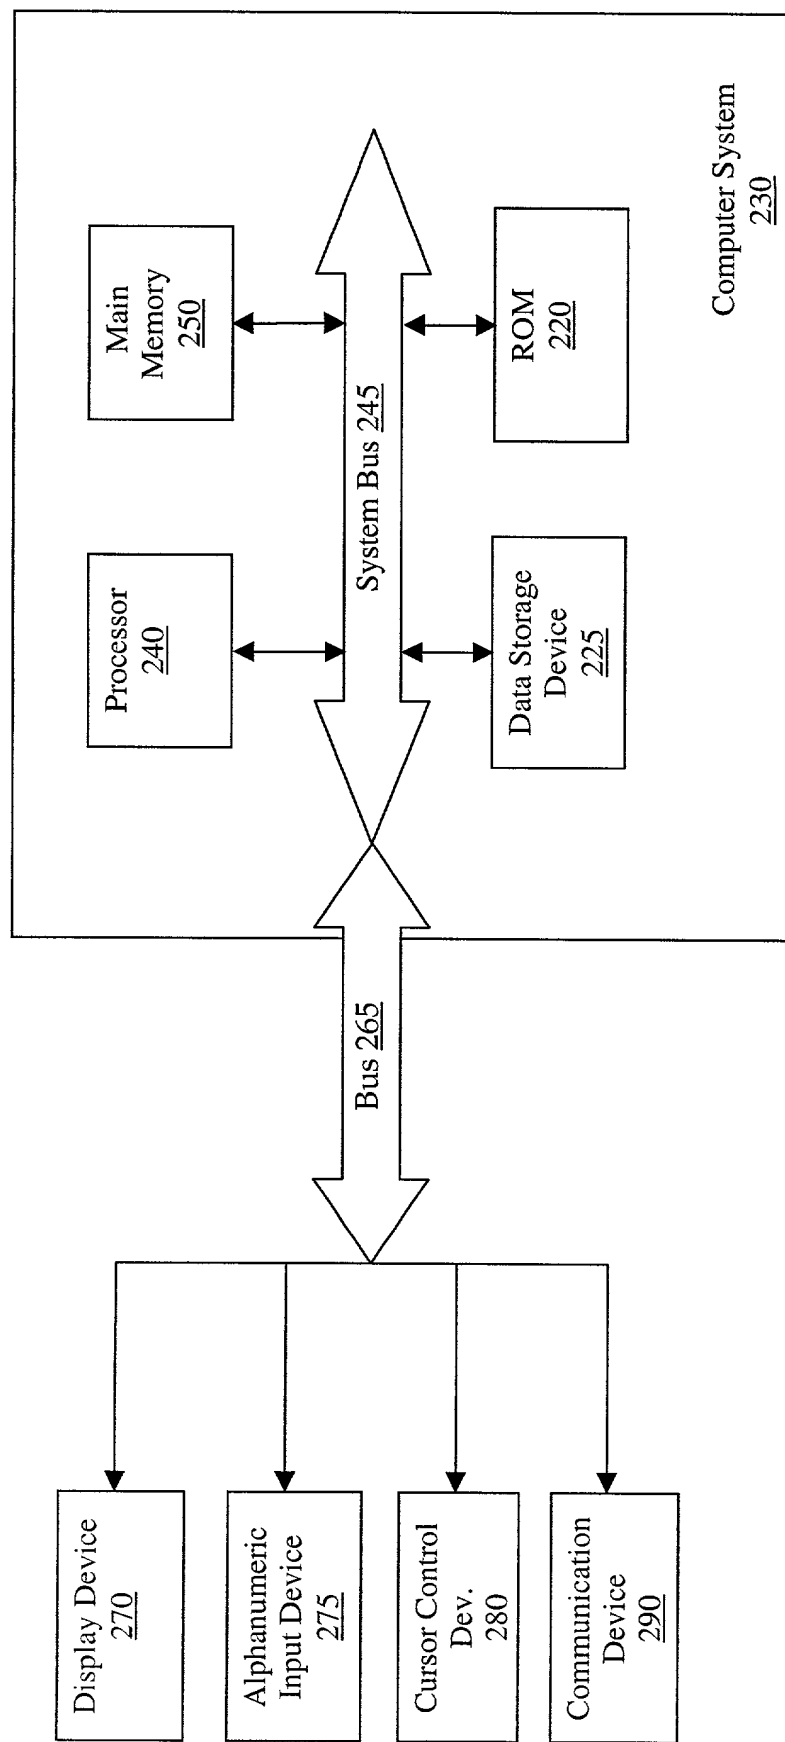 Display Device
270
Alphanumeric
Input Device
275
Cursor Control
Dev.
280
Communication
Device
290
Bus 265
Processor
240
Main
Memory
250
System Bus 245
Data Storage
Device
225
ROM
220
Computer System
230